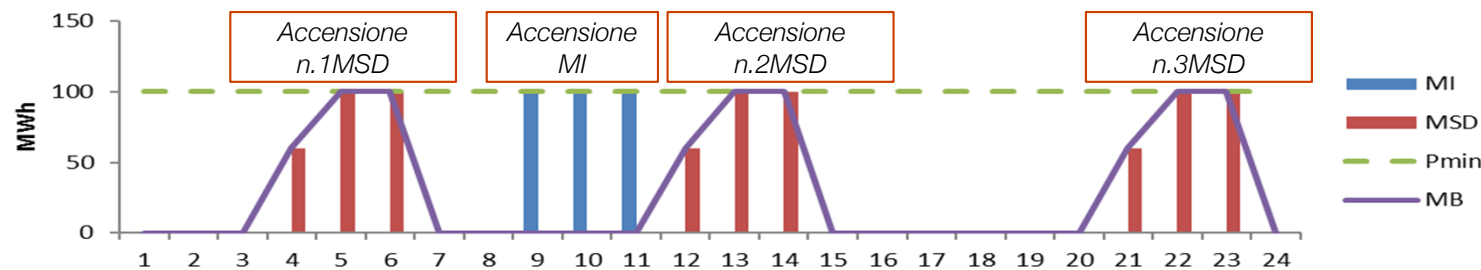 150
100
50
0
MWh
Accensione
n.1MSD
Accensione
MI
Accensione
n.2MSD
Accensione
n.3MSD
1 2 3 4 5 6 7 8 9 10 11 12 13 14 15 16 17 18 19 20 21 22 23 24
MI
MSD
Pmin
MB